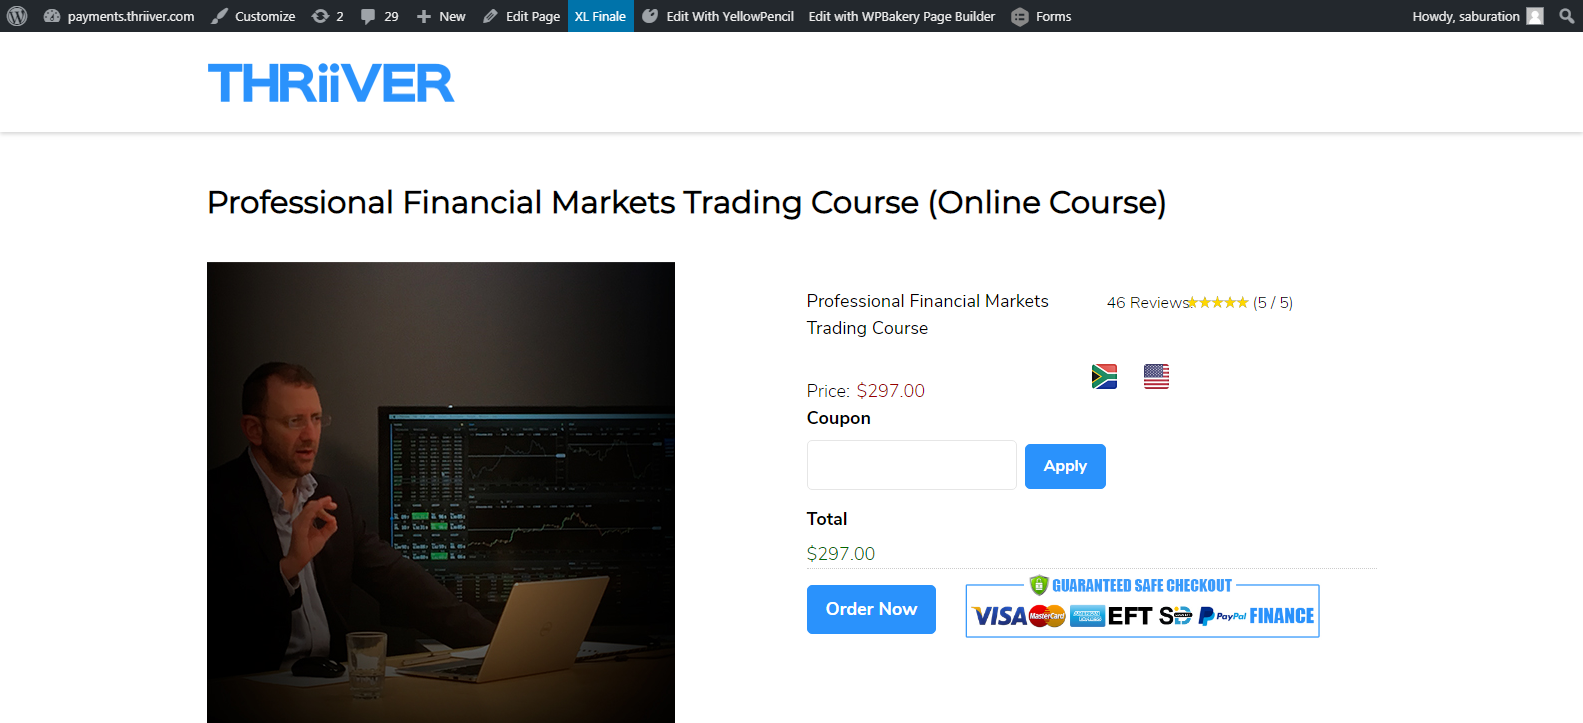 payments.thriiver.com Customize 2 29 New Edit Page XL Finale Edit With YellowPencil Edit with WPBakery Page Builder Forms Howdy, saburation
THRiiVER
Professional Financial Markets Trading Course (Online Course)
Professional Financial Markets
Trading Course
46 Reviews (5 / 5)
Price: $297.00
Coupon
Apply
Total
$297.00
Order Now
GUARANTEED SAFE CHECKOUT
VISA MasterCard AMERICAN EXPRESS EFT SiD PayPal FINANCE